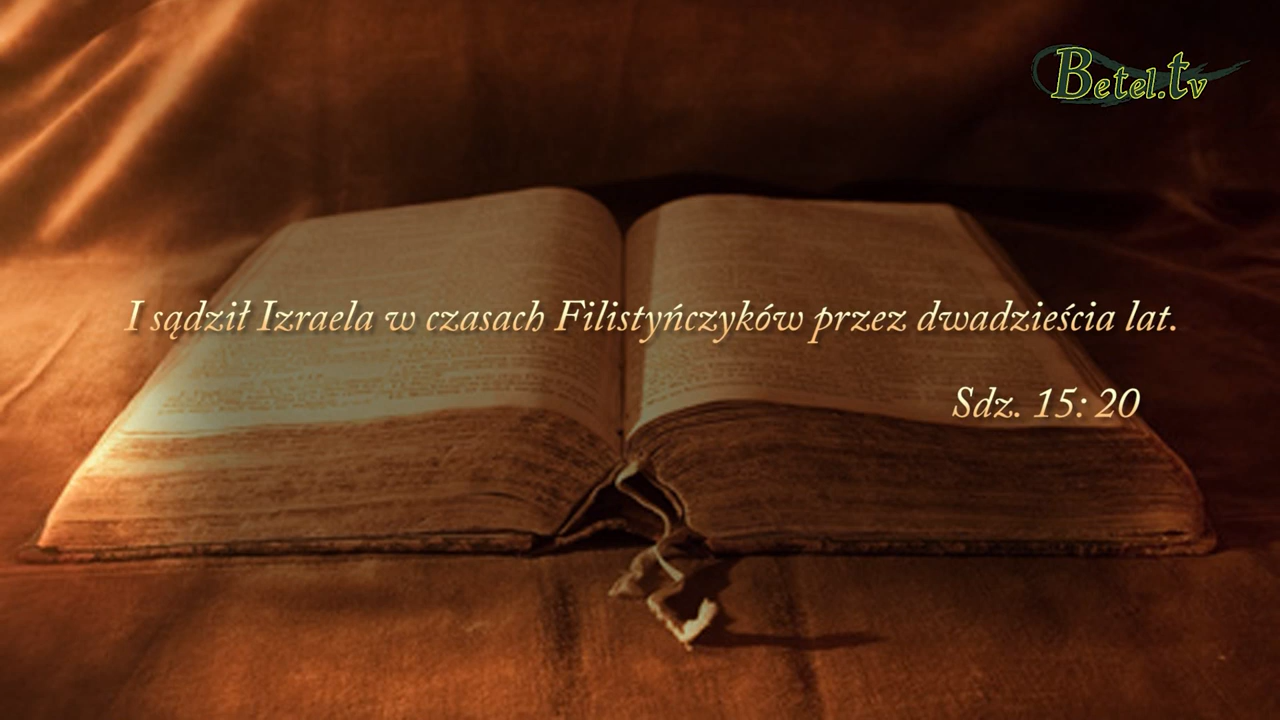 Betel.tv
I sądził Izraela w czasach Filistyńczyków przez dwadzieścia lat.
Sdz. 15: 20